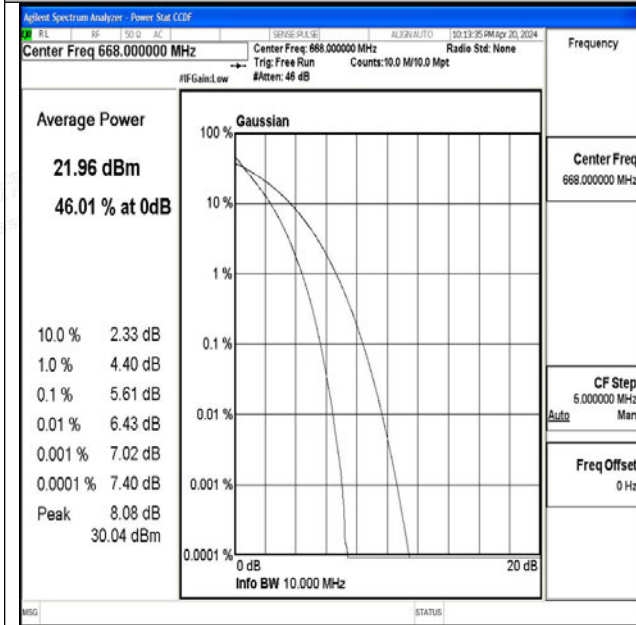 Agilent Spectrum Analyzer - Power Stat CCDF
RL RF 50 Ω AC SENSE:PULSE ALIGNAUTO 10:13:35 PM Apr 20, 2024
Center Freq 668.000000 MHz
Center Freq: 668.000000 MHz Radio Std: None
Trig: Free Run Counts:10.0 M/10.0 Mpt
#IFGain:Low #Atten: 46 dB
Frequency
Average Power
21.96 dBm
46.01 % at 0dB
10.0 % 2.33 dB
1.0 % 4.40 dB
0.1 % 5.61 dB
0.01 % 6.43 dB
0.001 % 7.02 dB
0.0001 % 7.40 dB
Peak 8.08 dB
30.04 dBm
Gaussian
100 %
10 %
1 %
0.1 %
0.01 %
0.001 %
0.0001 %
0 dB 20 dB
Info BW 10.000 MHz
Center Freq
668.000000 MHz
CF Step
5.000000 MHz
Auto Man
Freq Offset
0 Hz
MSG STATUS